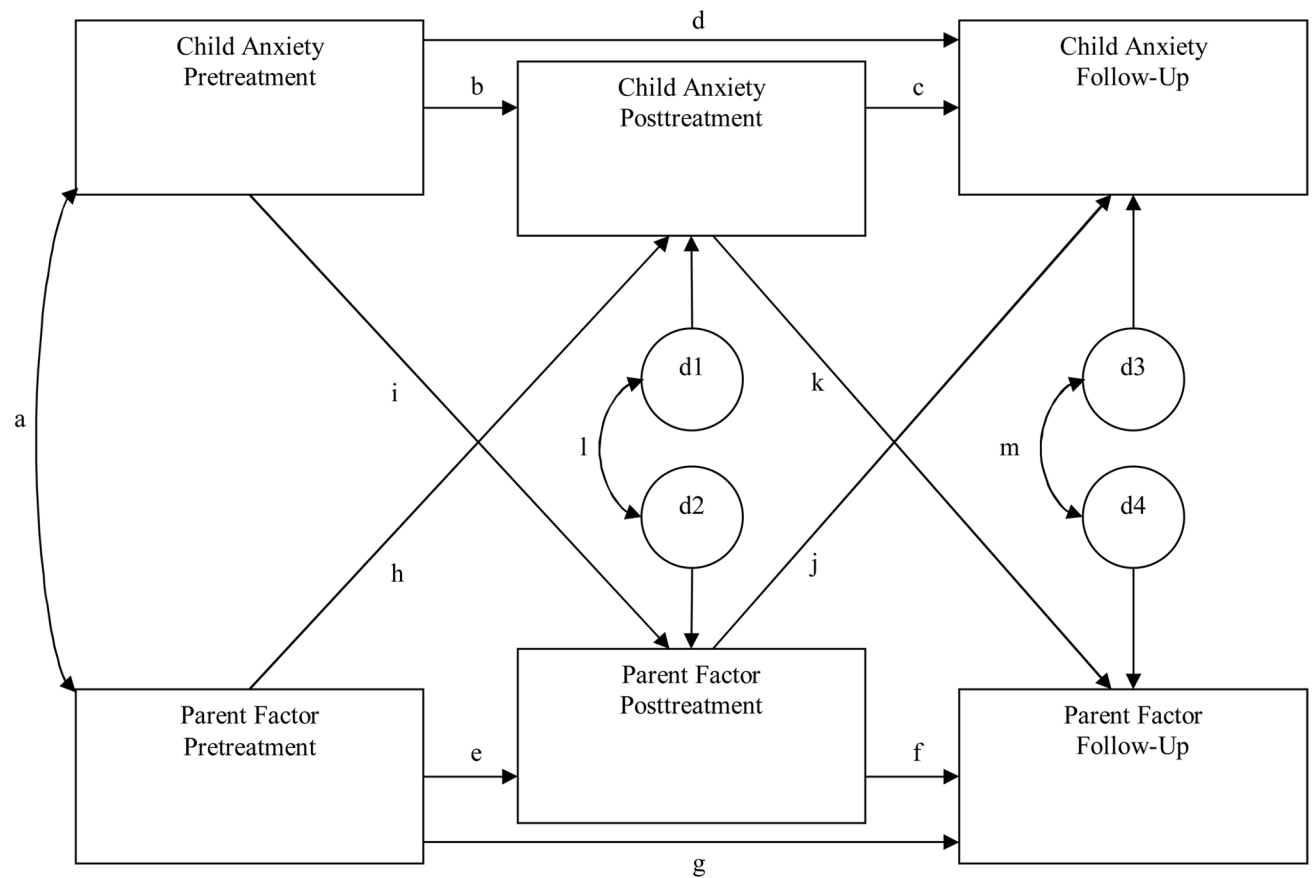 d
Child Anxiety
Pretreatment
Child Anxiety
Follow-Up
b
Child Anxiety
Posttreatment
c
a
i
h
d1
l
d2
k
j
d3
m
d4
Parent Factor
Pretreatment
e
Parent Factor
Posttreatment
f
Parent Factor
Follow-Up
g